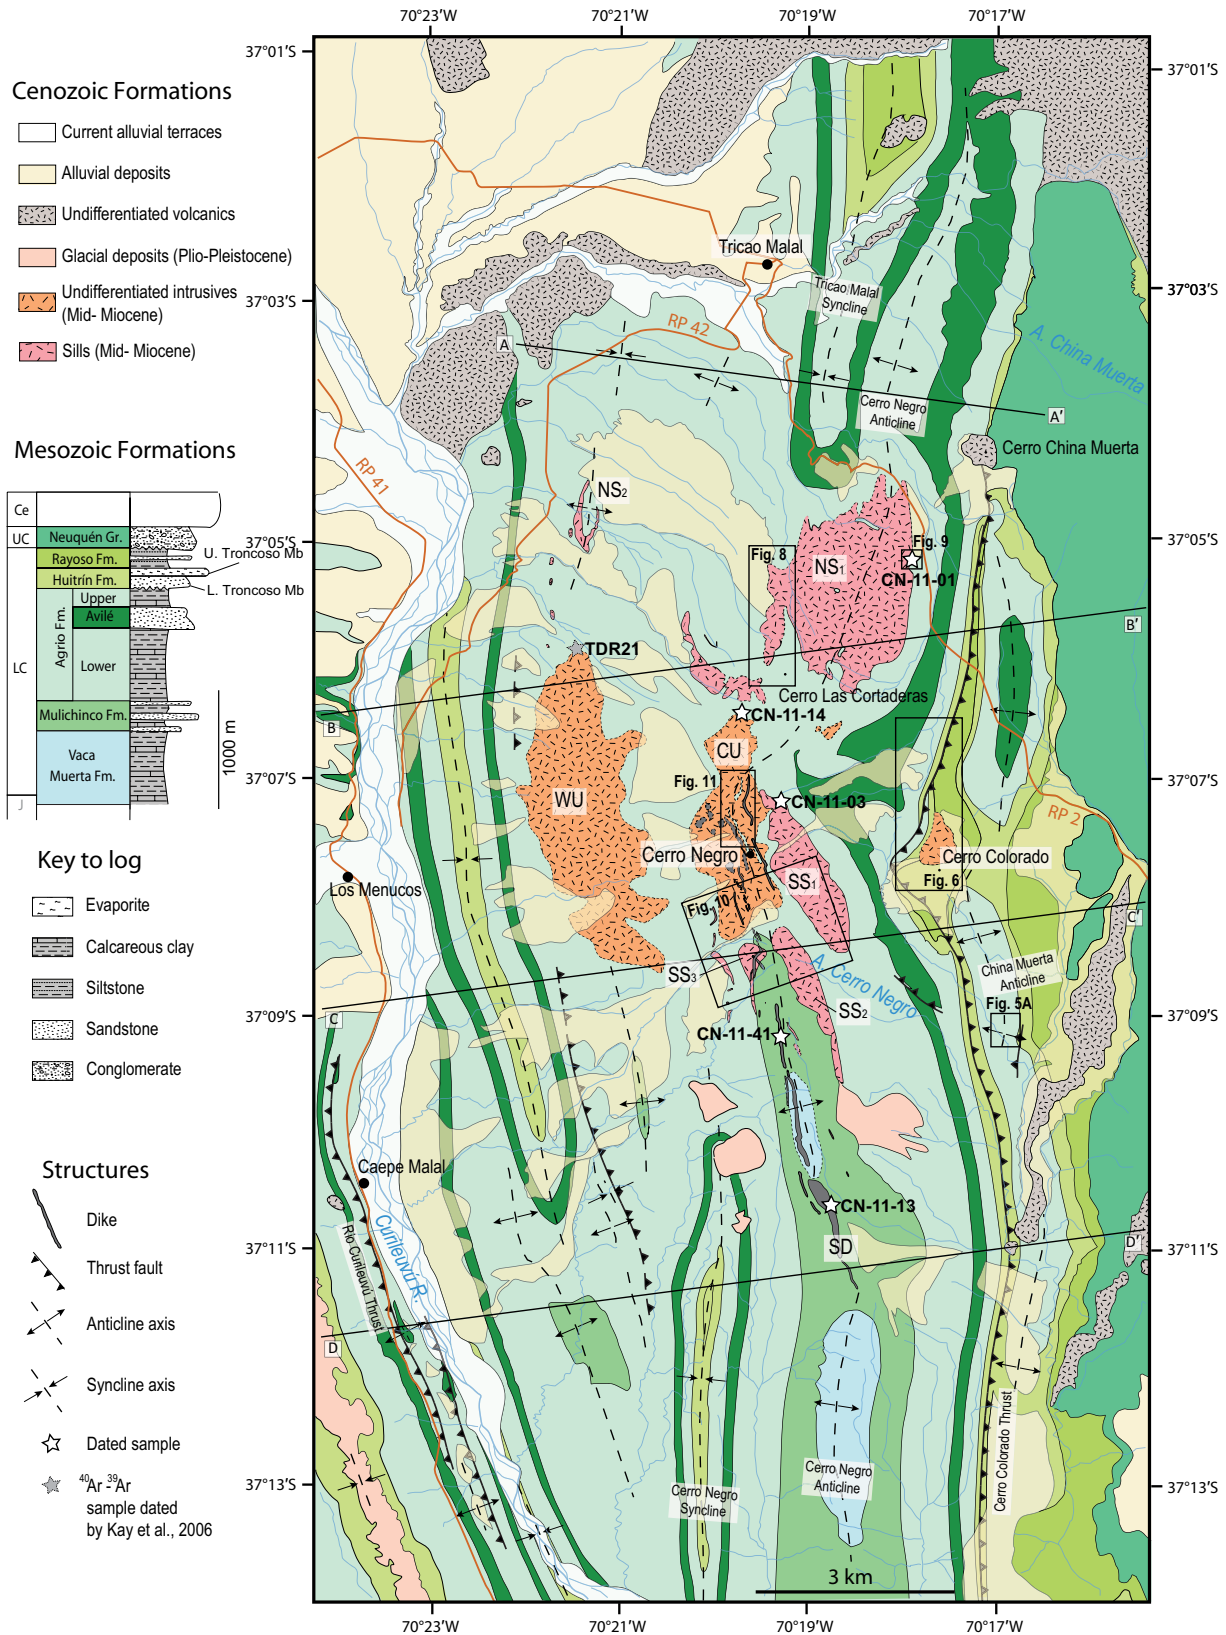 70°23'W
70°21'W
70°19'W
70°17'W
37°01'S
37°01'S
Cenozoic Formations
Current alluvial terraces
Alluvial deposits
Undifferentiated volcanics
Glacial deposits (Plio-Pleistocene)
Undifferentiated intrusives
(Mid- Miocene)
Sills (Mid- Miocene)
Tricao Malal
Tricao Malal
Syncline
37°03'S
37°03'S
RP 42
A. China Muerta
A
A'
Cerro Negro
Anticline
Cerro China Muerta
Mesozoic Formations
Ce
UC
LC
J
Neuquén Gr.
Rayoso Fm.
Huitrín Fm.
Agrio Fm.
Upper
Avilé
Lower
Mulichinco Fm.
Vaca
Muerta Fm.
U. Troncoso Mb
L. Troncoso Mb
1000 m
RP 41
NS2
37°05'S
37°05'S
Fig. 8
NS1
Fig. 9
CN-11-01
B'
TDR21
Cerro Las Cortaderas
B
CN-11-14
CU
37°07'S
37°07'S
Fig. 11
WU
CN-11-03
RP 2
Cerro Negro
Cerro Colorado
Fig. 6
SS1
Los Menucos
Fig. 10
C'
Key to log
Evaporite
Calcareous clay
Siltstone
Sandstone
Conglomerate
SS3
A. Cerro Negro
SS2
China Muerta
Anticline
Fig. 5A
C
37°09'S
37°09'S
CN-11-41
Structures
Dike
Thrust fault
Anticline axis
Syncline axis
Dated sample
40Ar -39Ar
sample dated
by Kay et al., 2006
Caepe Malal
CN-11-13
Curileuvú R.
Rio Curileuvú Thrust
SD
D'
37°11'S
37°11'S
D
Cerro Colorado Thrust
Cerro Negro
Anticline
Cerro Negro
Syncline
37°13'S
37°13'S
3 km
70°23'W
70°21'W
70°19'W
70°17'W